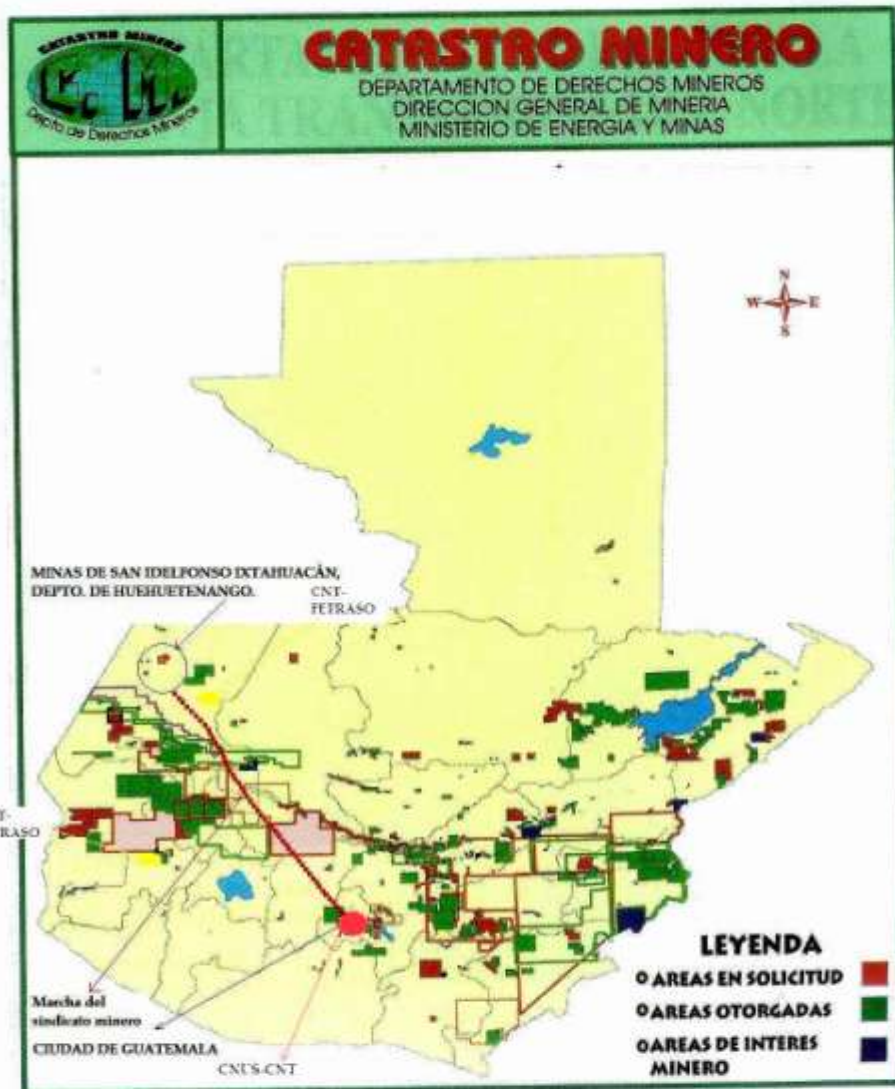 CATASTRO MINERO
Depto de Derechos Mineros
CATASTRO MINERO
DEPARTAMENTO DE DERECHOS MINEROS
DIRECCION GENERAL DE MINERIA
MINISTERIO DE ENERGIA Y MINAS
N
W E
S
MINAS DE SAN IDELFONSO IXTAHUACÁN,
DEPTO. DE HUEHUETENANGO.
CNT-
FETRASO
RASO
Marcha del
sindicato minero
CIUDAD DE GUATEMALA
CNUS-CNT
LEYENDA
AREAS EN SOLICITUD
AREAS OTORGADAS
AREAS DE INTERES
MINERO